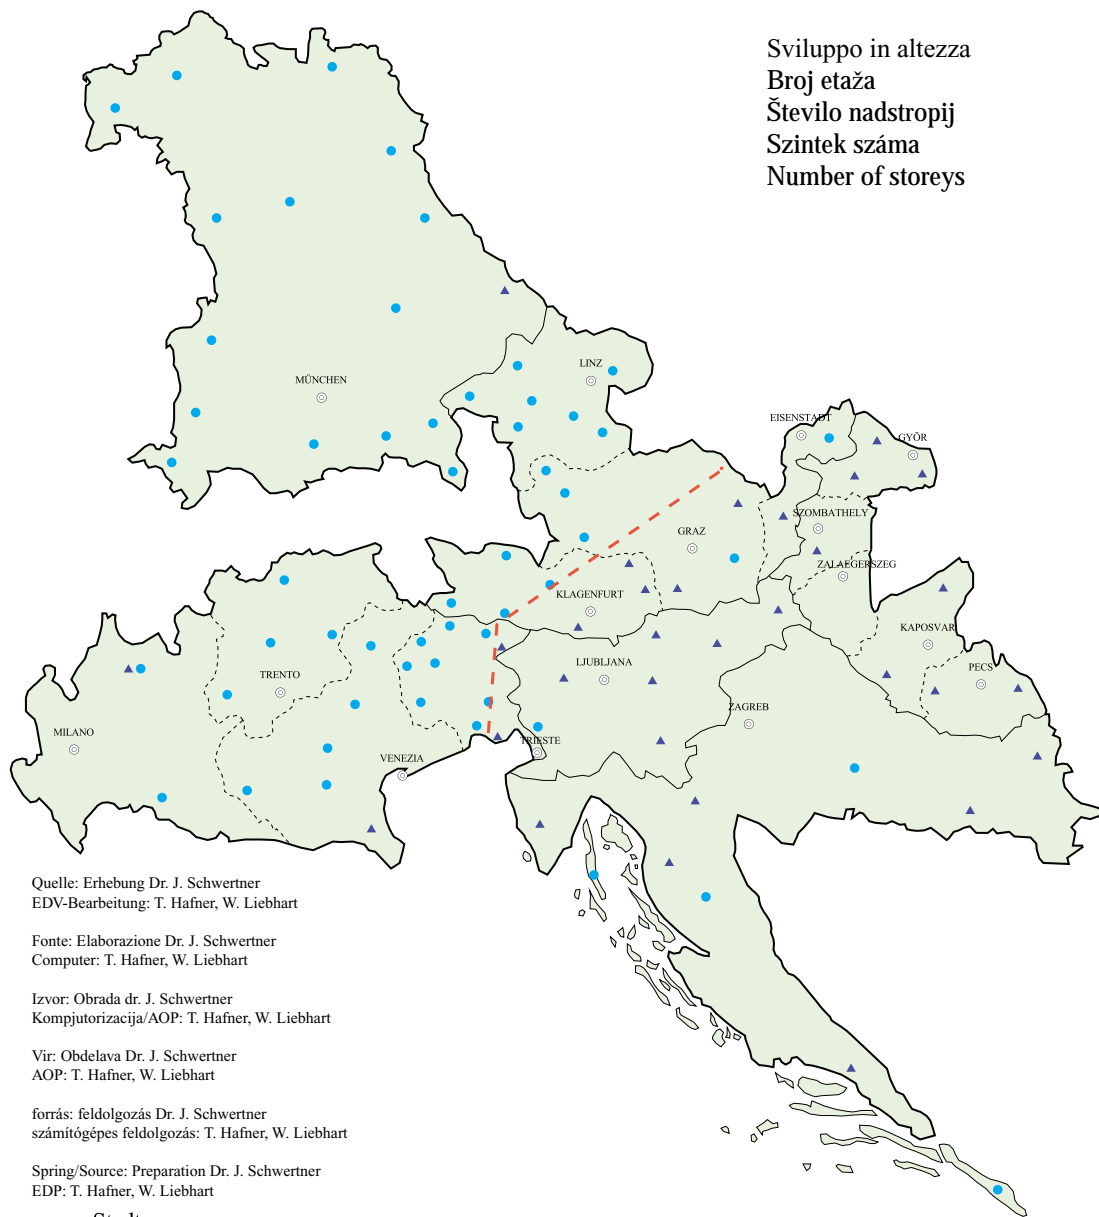 Sviluppo in altezza
Broj etaža
Število nadstropij
Szintek száma
Number of storeys
LINZ
MÜNCHEN
EISENSTADT
GYŐR
SZOMBATHELY
GRAZ
ZALAEGERSZEG
KLAGENFURT
KAPOSVAR
LJUBLJANA
PECS
TRENTO
ZAGREB
MILANO
TRIESTE
VENEZIA
Quelle: Erhebung Dr. J. Schwertner
EDV-Bearbeitung: T. Hafner, W. Liebhart
Fonte: Elaborazione Dr. J. Schwertner
Computer: T. Hafner, W. Liebhart
Izvor: Obrada dr. J. Schwertner
Kompjutorizacija/AOP: T. Hafner, W. Liebhart
Vir: Obdelava Dr. J. Schwertner
AOP: T. Hafner, W. Liebhart
forrás: feldolgozás Dr. J. Schwertner
számítógépes feldolgozás: T. Hafner, W. Liebhart
Spring/Source: Preparation Dr. J. Schwertner
EDP: T. Hafner, W. Liebhart